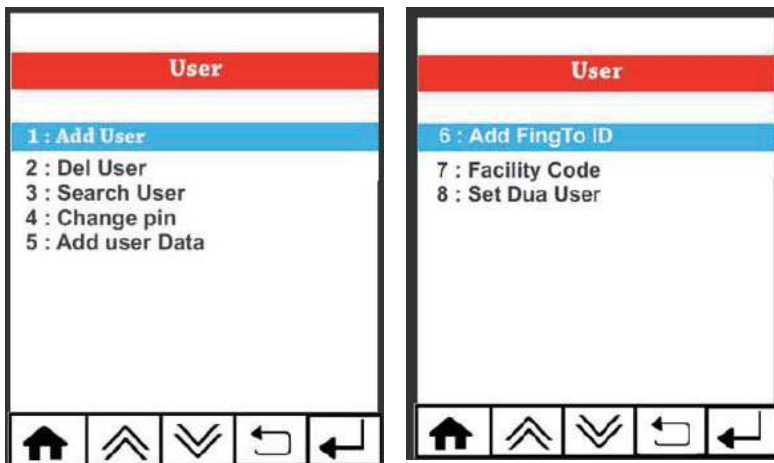 User
1 : Add User
2 : Del User
3 : Search User
4 : Change pin
5 : Add user Data
User
6 : Add FingTo ID
7 : Facility Code
8 : Set Dua User